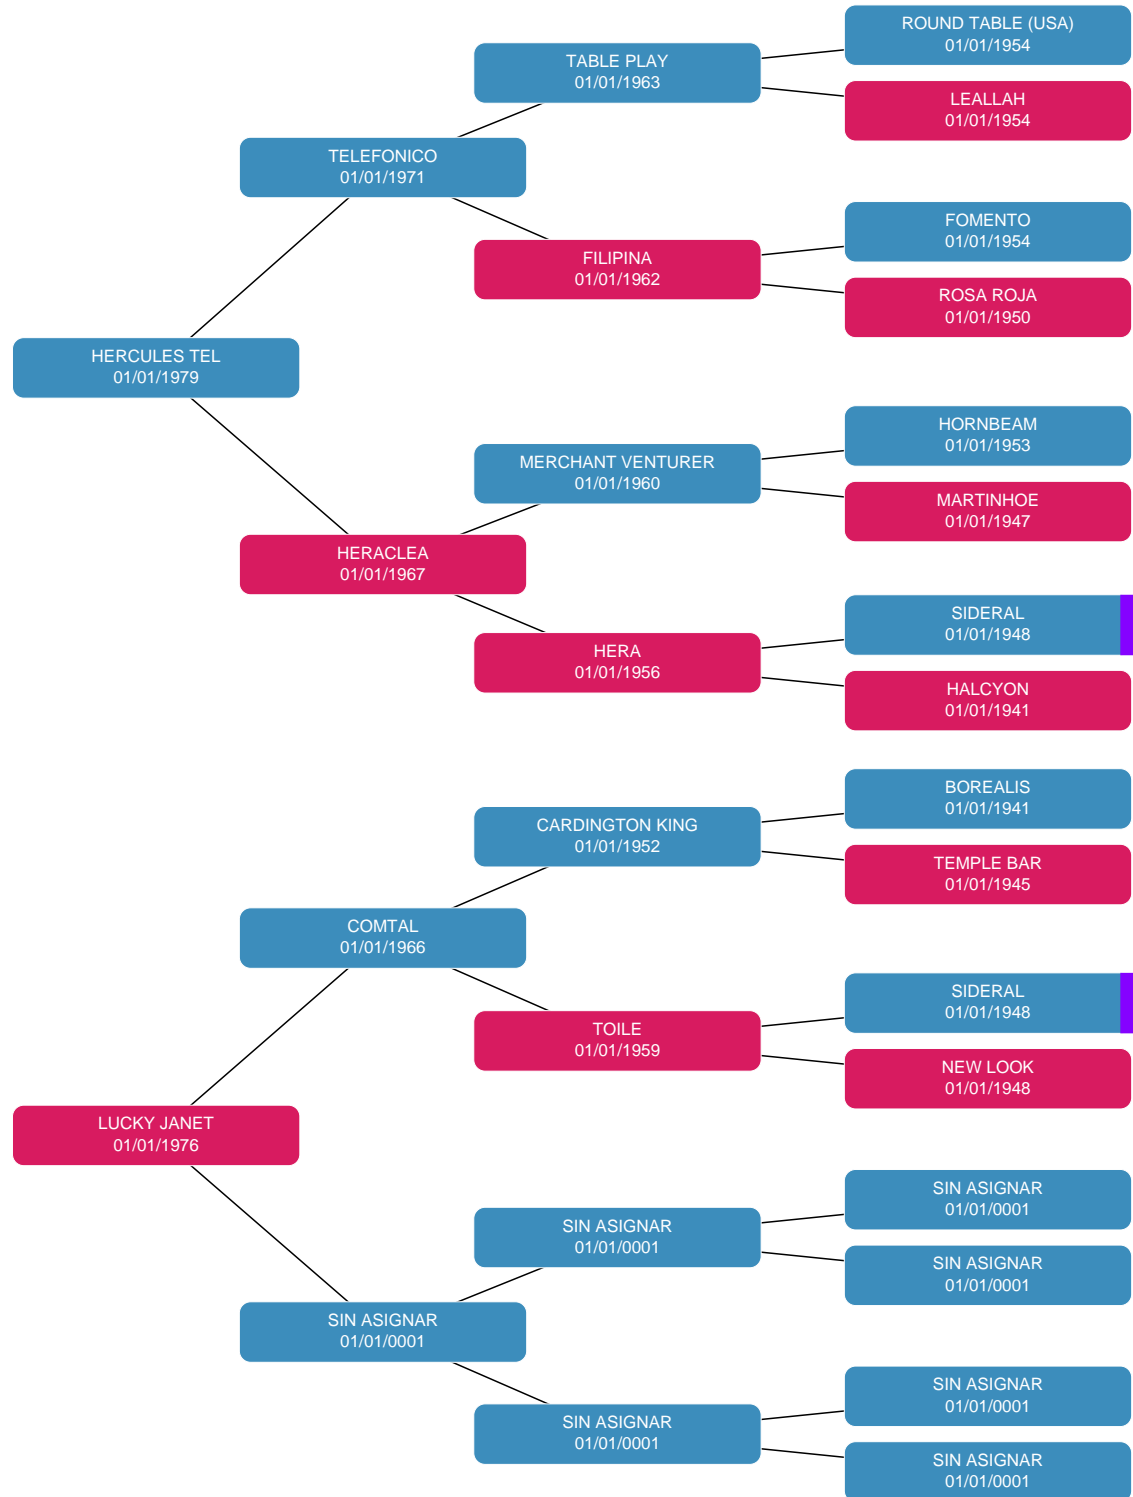 ROUND TABLE (USA)
01/01/1954
TABLE PLAY
01/01/1963
LEALLAH
01/01/1954
TELEFONICO
01/01/1971
FOMENTO
01/01/1954
FILIPINA
01/01/1962
ROSA ROJA
01/01/1950
HERCULES TEL
01/01/1979
HORNBEAM
01/01/1953
MERCHANT VENTURER
01/01/1960
MARTINHOE
01/01/1947
HERACLEA
01/01/1967
SIDERAL
01/01/1948
HERA
01/01/1956
HALCYON
01/01/1941
BOREALIS
01/01/1941
CARDINGTON KING
01/01/1952
TEMPLE BAR
01/01/1945
COMTAL
01/01/1966
SIDERAL
01/01/1948
TOILE
01/01/1959
NEW LOOK
01/01/1948
LUCKY JANET
01/01/1976
SIN ASIGNAR
01/01/0001
SIN ASIGNAR
01/01/0001
SIN ASIGNAR
01/01/0001
SIN ASIGNAR
01/01/0001
SIN ASIGNAR
01/01/0001
SIN ASIGNAR
01/01/0001
SIN ASIGNAR
01/01/0001